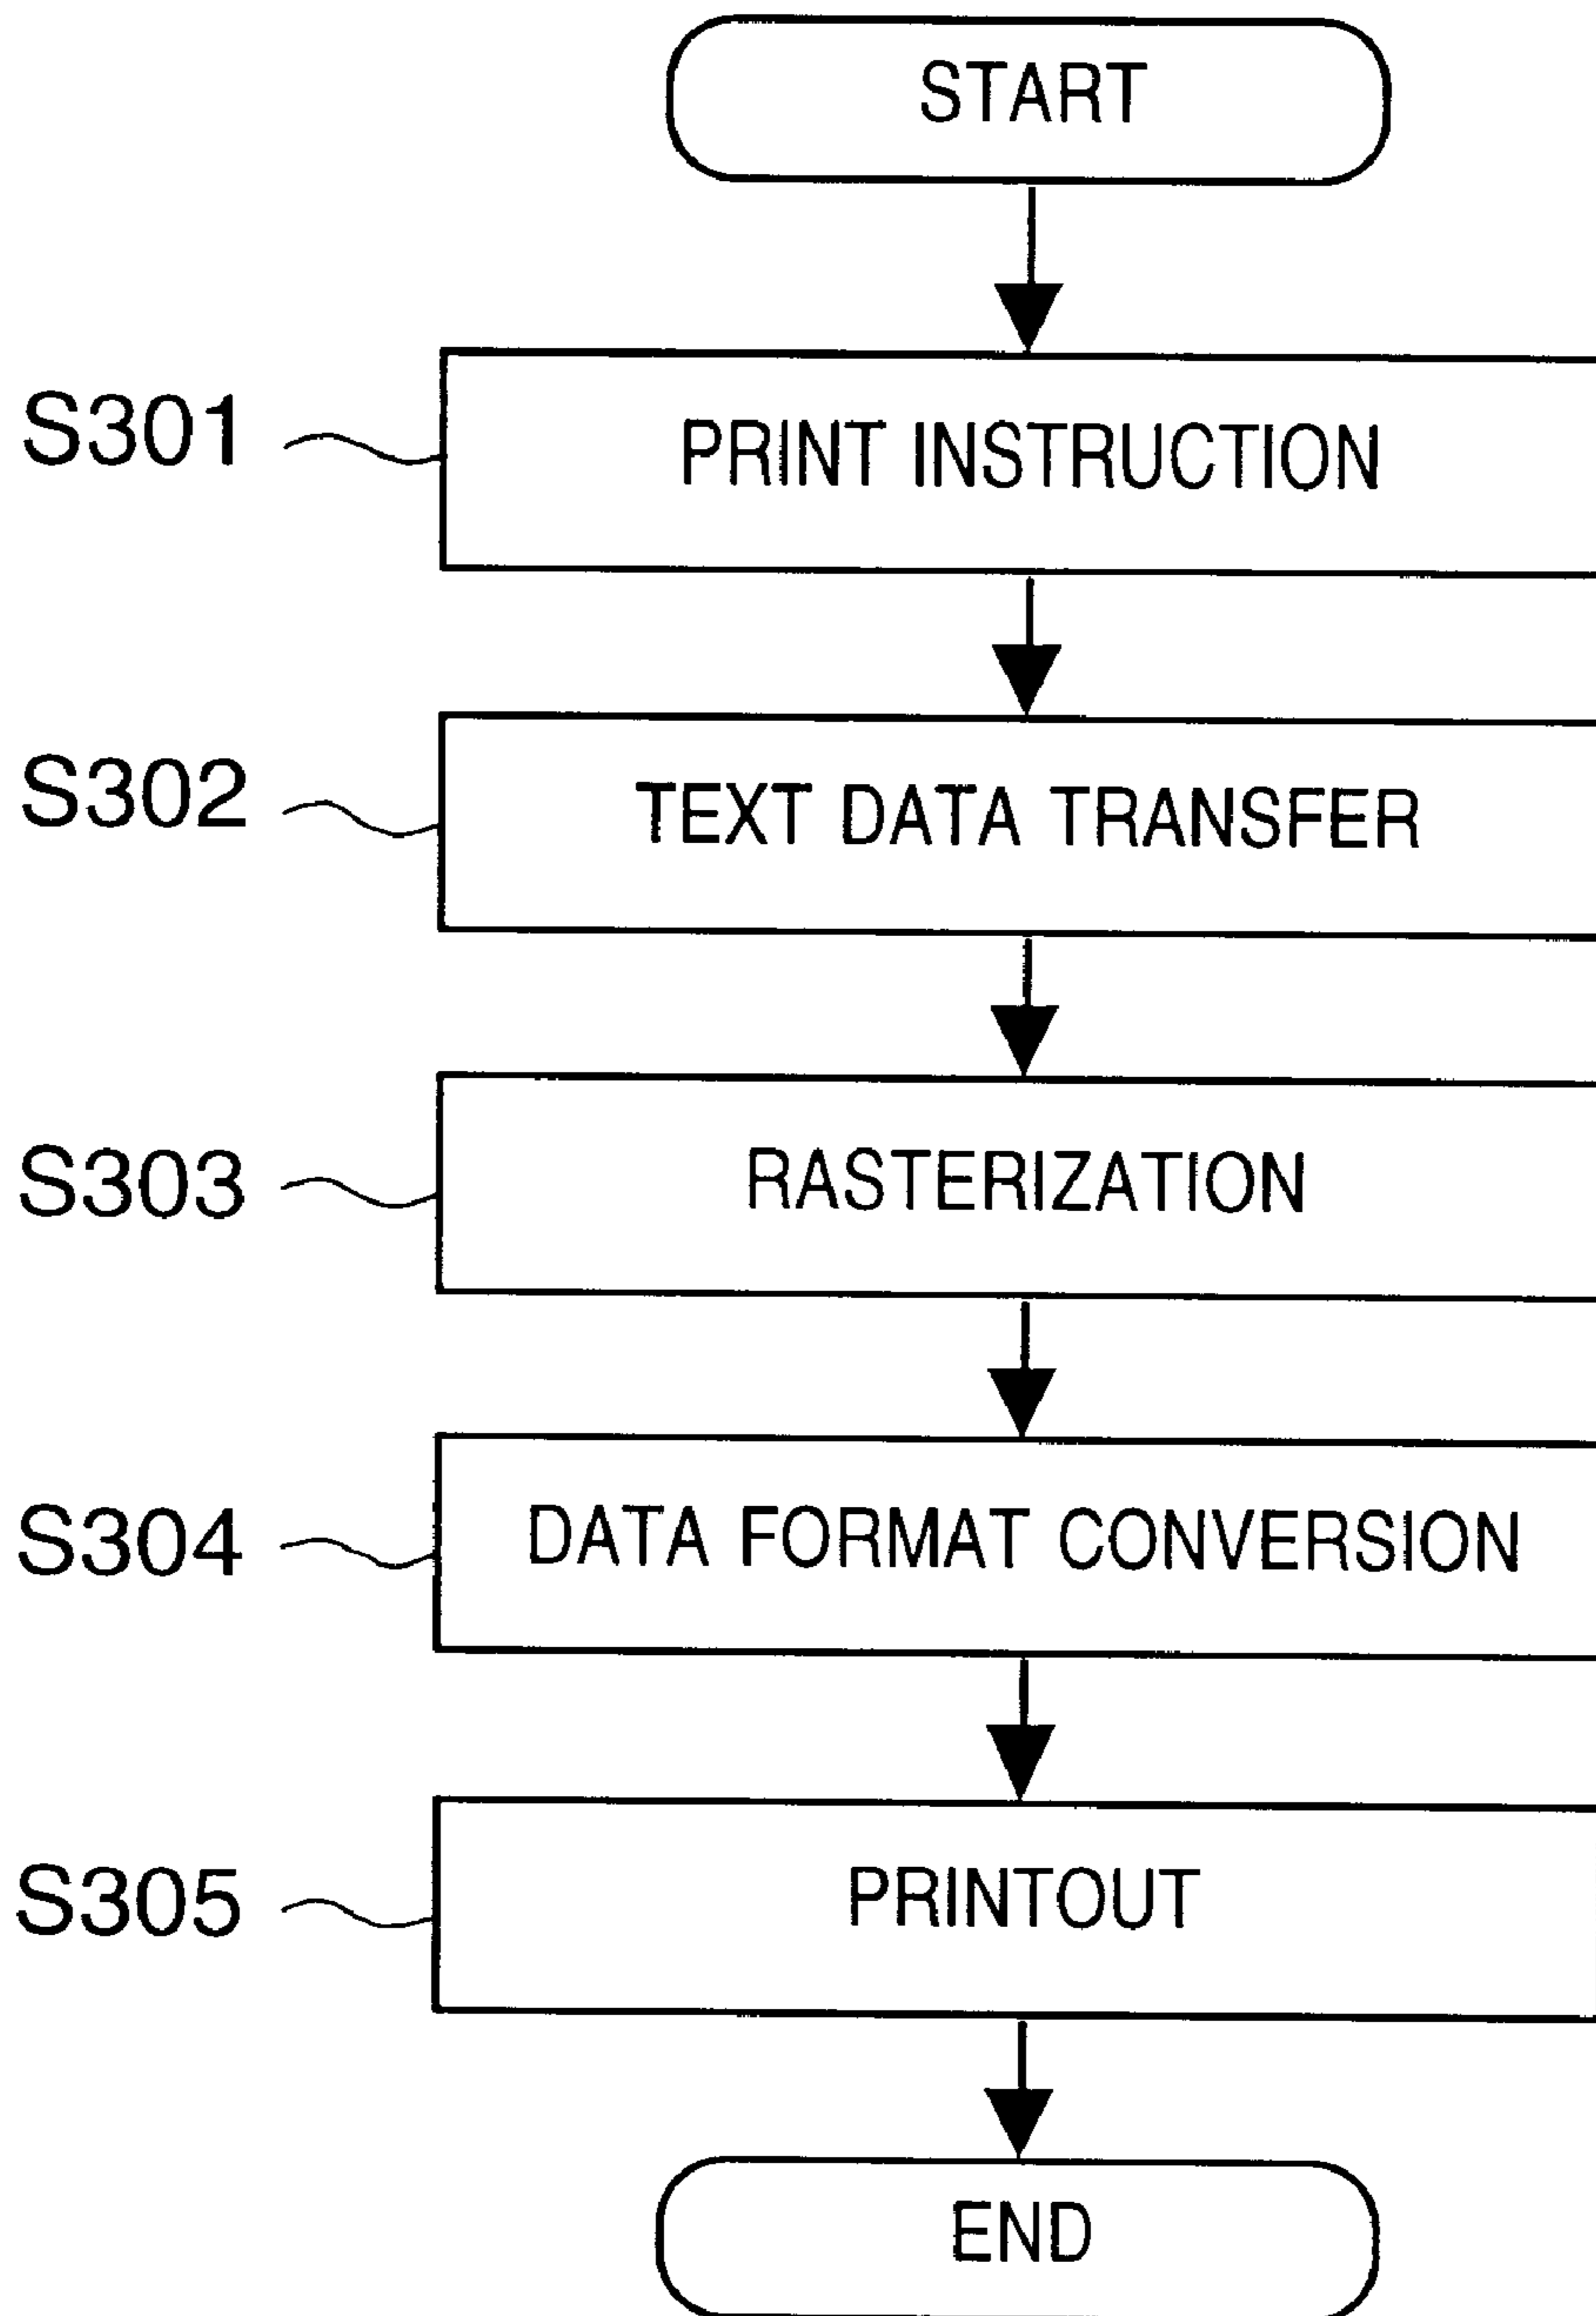 START
S301
PRINT INSTRUCTION
S302
TEXT DATA TRANSFER
S303
RASTERIZATION
S304
DATA FORMAT CONVERSION
S305
PRINTOUT
END